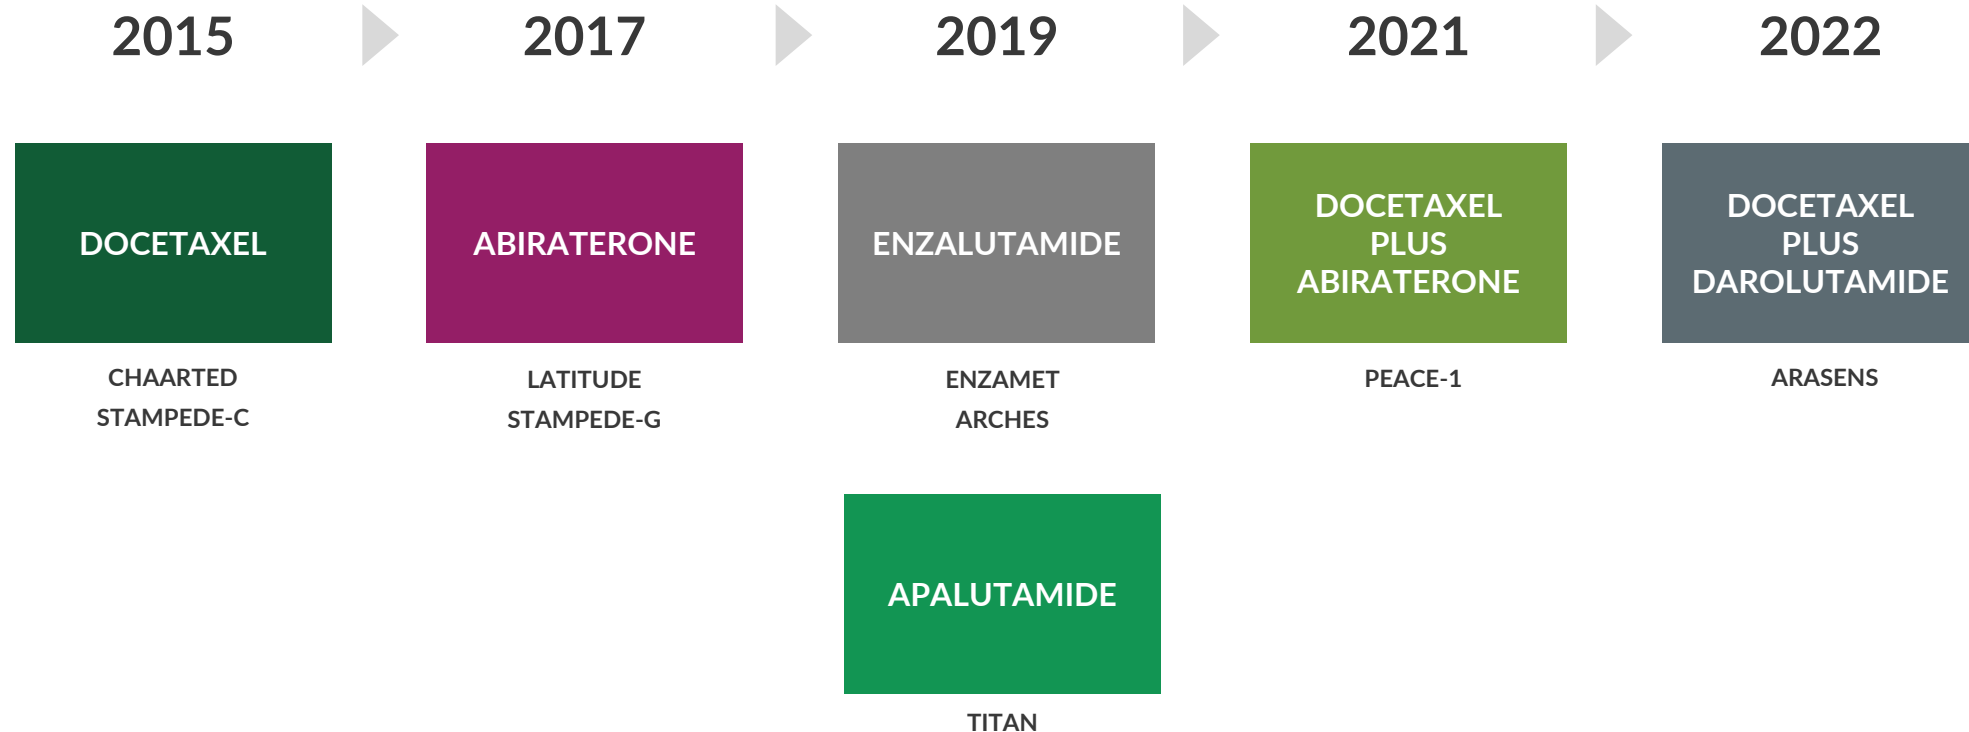 2015
2017
2019
2021
2022
DOCETAXEL
ABIRATERONE
ENZALUTAMIDE
DOCETAXEL
PLUS
ABIRATERONE
DOCETAXEL
PLUS
DAROLUTAMIDE
CHAARTED
STAMPEDE-C
LATITUDE
STAMPEDE-G
ENZAMET
ARCHES
PEACE-1
ARASENS
APALUTAMIDE
TITAN